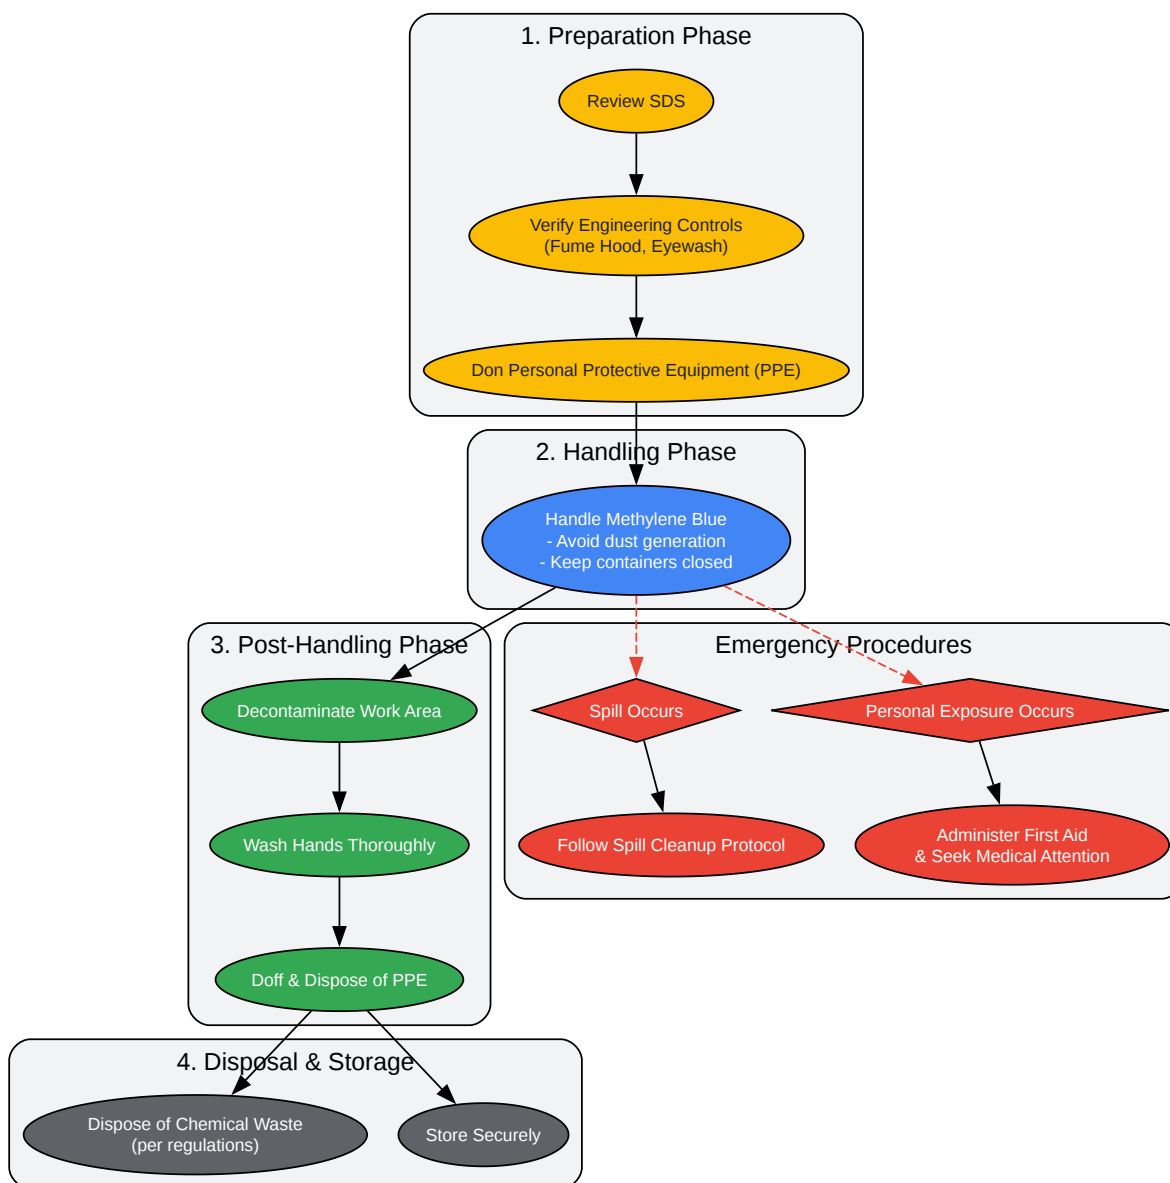 1. Preparation Phase
Review SDS
Verify Engineering Controls
(Fume Hood, Eyewash)
Don Personal Protective Equipment (PPE)
2. Handling Phase
Handle Methylene Blue
- Avoid dust generation
- Keep containers closed
3. Post-Handling Phase
Decontaminate Work Area
Wash Hands Thoroughly
Doff & Dispose of PPE
Emergency Procedures
Spill Occurs
Personal Exposure Occurs
Follow Spill Cleanup Protocol
Administer First Aid
& Seek Medical Attention
4. Disposal & Storage
Dispose of Chemical Waste
(per regulations)
Store Securely